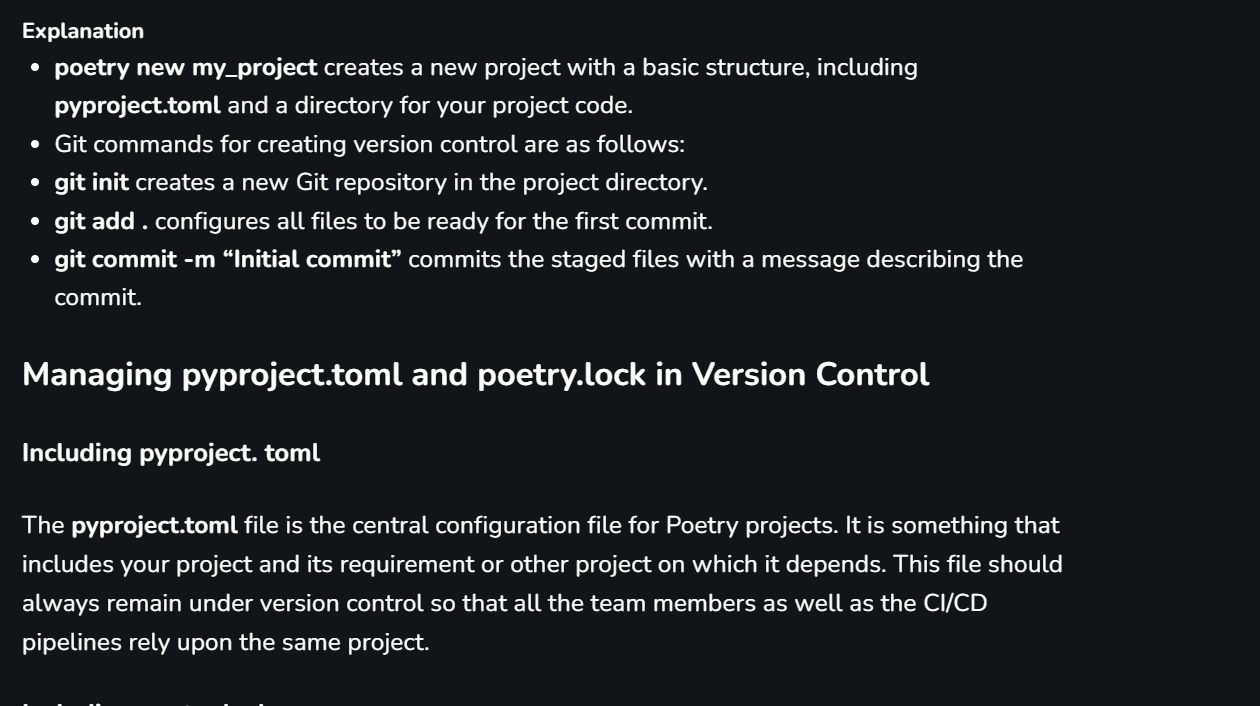 Explanation
• poetry new my_project creates a new project with a basic structure, including
pyproject.toml and a directory for your project code.
• Git commands for creating version control are as follows:
• git init creates a new Git repository in the project directory.
• git add . configures all files to be ready for the first commit.
• git commit -m “Initial commit” commits the staged files with a message describing the
commit.
Managing pyproject.toml and poetry.lock in Version Control
Including pyproject. toml
The pyproject.toml file is the central configuration file for Poetry projects. It is something that
includes your project and its requirement or other project on which it depends. This file should
always remain under version control so that all the team members as well as the CI/CD
pipelines rely upon the same project.